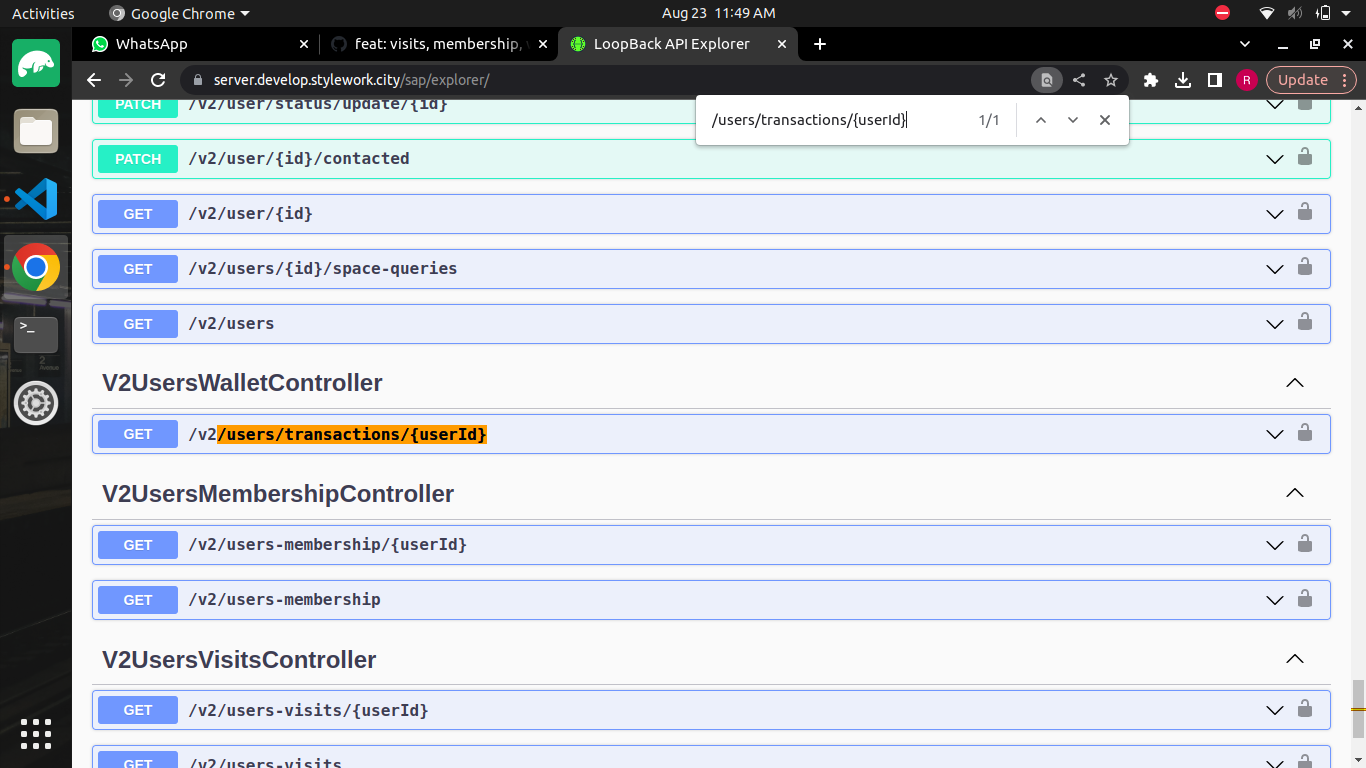 Activities Google Chrome Aug 23 11:49 AM
WhatsApp feat: visits, membership, LoopBack API Explorer
server.develop.stylework.city/sap/explorer/ R Update
PATCH /v2/user/status/update/{id}
/users/transactions/{userId} 1/1
PATCH /v2/user/{id}/contacted
GET /v2/user/{id}
GET /v2/users/{id}/space-queries
GET /v2/users
V2UsersWalletController
GET /v2/users/transactions/{userId}
V2UsersMembershipController
GET /v2/users-membership/{userId}
GET /v2/users-membership
V2UsersVisitsController
GET /v2/users-visits/{userId}
GET /v2/users-visits